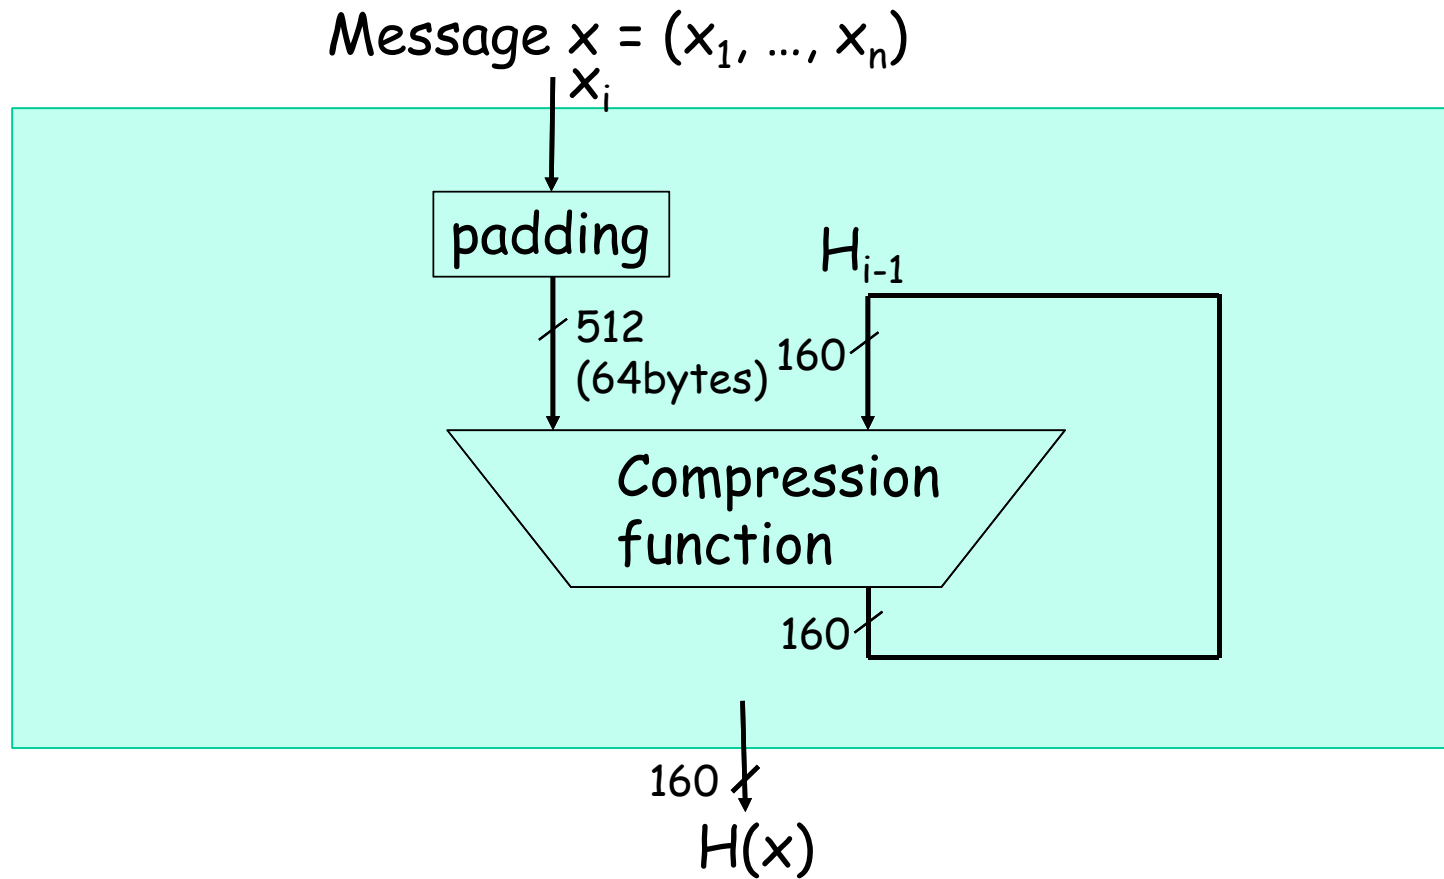 Message x = (x1, ..., xn)
xi
padding
Hi-1
512
(64bytes)
160
Compression
function
160
160
H(x)